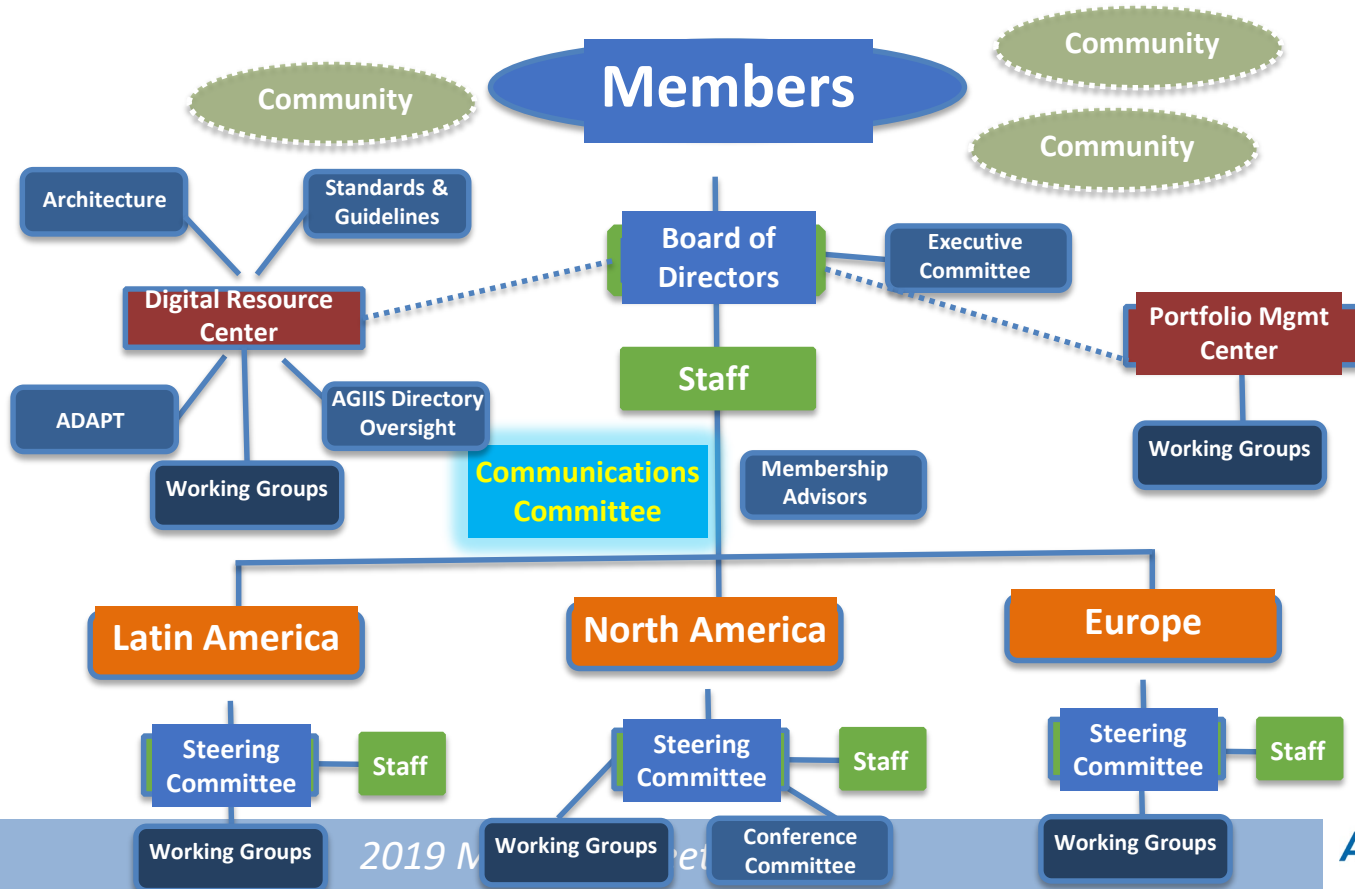 Members
Community
Community
Community
Architecture
Standards &
Guidelines
Board of
Directors
Executive
Committee
Digital Resource
Center
Portfolio Mgmt
Center
Staff
ADAPT
AGIIS Directory
Oversight
Working Groups
Working Groups
Communications
Committee
Membership
Advisors
Latin America
North America
Europe
Steering
Committee
Staff
Steering
Committee
Staff
Steering
Committee
Staff
Working Groups
Working Groups
Conference
Committee
Working Groups
2019